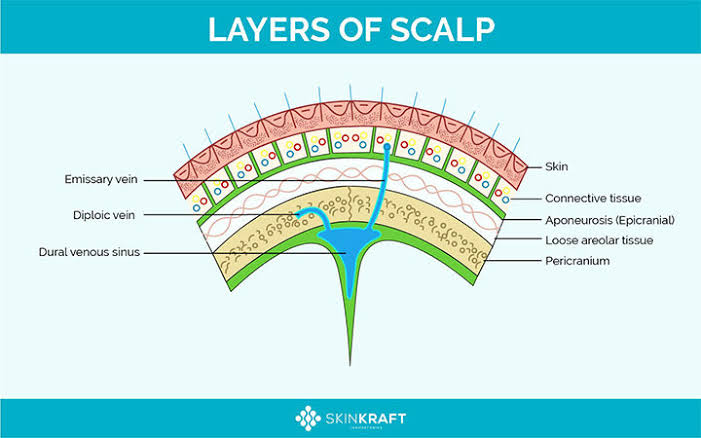 LAYERS OF SCALP
Emissary vein
Diploic vein
Dural venous sinus
Skin
Connective tissue
Aponeurosis (Epicranial)
Loose areolar tissue
Pericranium
SKINKRAFT
LABORATORIES